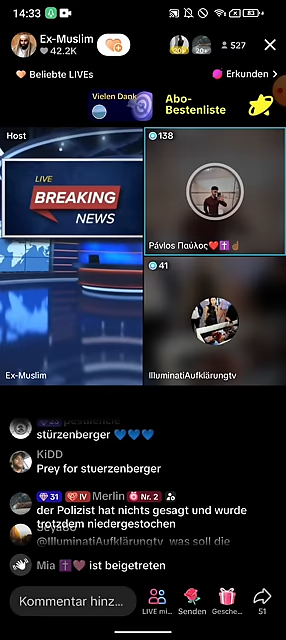 14:33
Ex-Muslim
42.2K
20+
20+
527
Beliebte LIVEs
Erkunden
Vielen Dank
Abo-
Bestenliste
Host
138
LIVE
BREAKING
NEWS
Pávlos Παύλος❤️✝️☝🏾
41
Ex-Muslim
IlluminatiAufklärungtv
stürzenberger 💙💙💙
KiDD
Prey for stuerzenberger
31 IV Merlin Nr. 2
der Polizist hat nichts gesagt und wurde
trotzdem niedergestochen
@IlluminatiAufklärungtv was soll die
Mia ✝️🤎 ist beigetreten
Kommentar hinz...
LIVE mi...
Senden
Gesche...
51